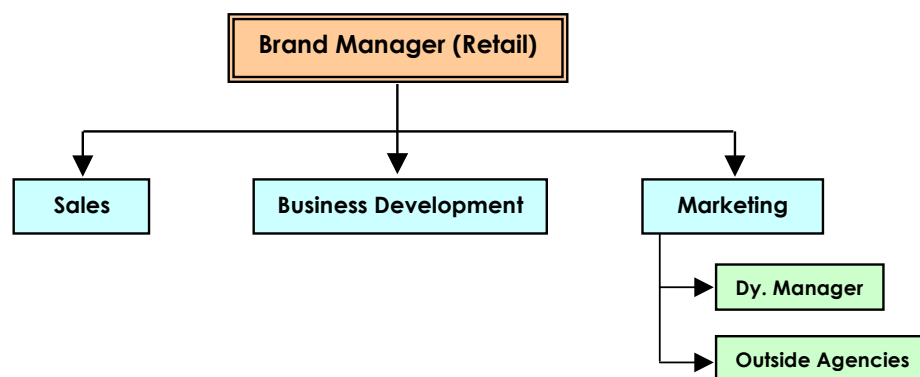 Brand Manager (Retail)
Sales
Business Development
Marketing
Dy. Manager
Outside Agencies